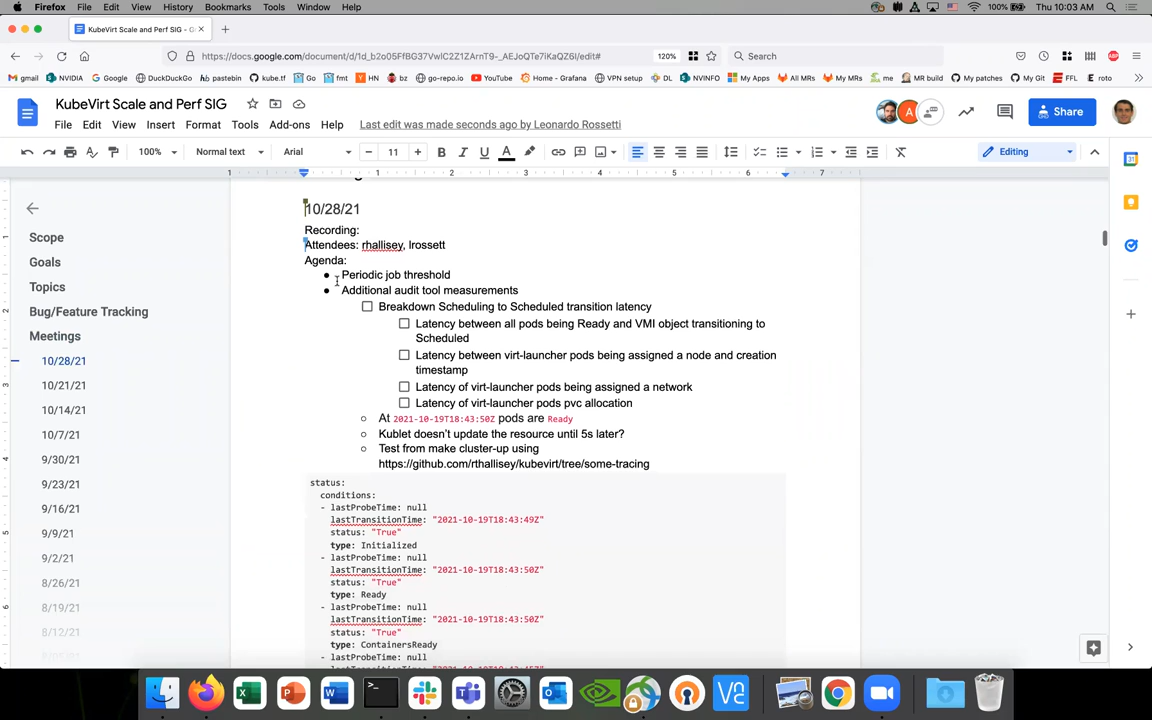 Firefox File Edit View History Bookmarks Tools Window Help 100% Thu 10:03 AM
KubeVirt Scale and Perf SIG - G
https://docs.google.com/document/d/1d_b2o05FfBG37VwlC2Z1ZArnT9-_AEJoQTe7iKaQZ6I/edit# 120% Search
gmail NVIDIA Google DuckDuckGo pastebin kube.tf Go fmt HN bz go-repo.io YouTube Home - Grafana VPN setup DL NVINFO My Apps All MRs My MRs me MR build My patches My Git FFL roto
KubeVirt Scale and Perf SIG
A
Share
File Edit View Insert Format Tools Add-ons Help Last edit was made seconds ago by Leonardo Rossetti
100% Normal text Arial 11 B I U A Editing
1 1 2 3 4 5 6 7
10/28/21
Recording:
Attendees: rhallisey, lrossett
Agenda:
Periodic job threshold
Additional audit tool measurements
Breakdown Scheduling to Scheduled transition latency
Latency between all pods being Ready and VMI object transitioning to
Scheduled
Latency between virt-launcher pods being assigned a node and creation
timestamp
Latency of virt-launcher pods being assigned a network
Latency of virt-launcher pods pvc allocation
At 2021-10-19T18:43:50Z pods are Ready
Kublet doesn't update the resource until 5s later?
Test from make cluster-up using
https://github.com/rthallisey/kubevirt/tree/some-tracing
status:
conditions:
- lastProbeTime: null
lastTransitionTime: "2021-10-19T18:43:49Z"
status: "True"
type: Initialized
- lastProbeTime: null
lastTransitionTime: "2021-10-19T18:43:50Z"
status: "True"
type: Ready
- lastProbeTime: null
lastTransitionTime: "2021-10-19T18:43:50Z"
status: "True"
type: ContainersReady
- lastProbeTime: null
Scope
Goals
Topics
Bug/Feature Tracking
Meetings
10/28/21
10/21/21
10/14/21
10/7/21
9/30/21
9/23/21
9/16/21
9/9/21
9/2/21
8/26/21
8/19/21
8/12/21